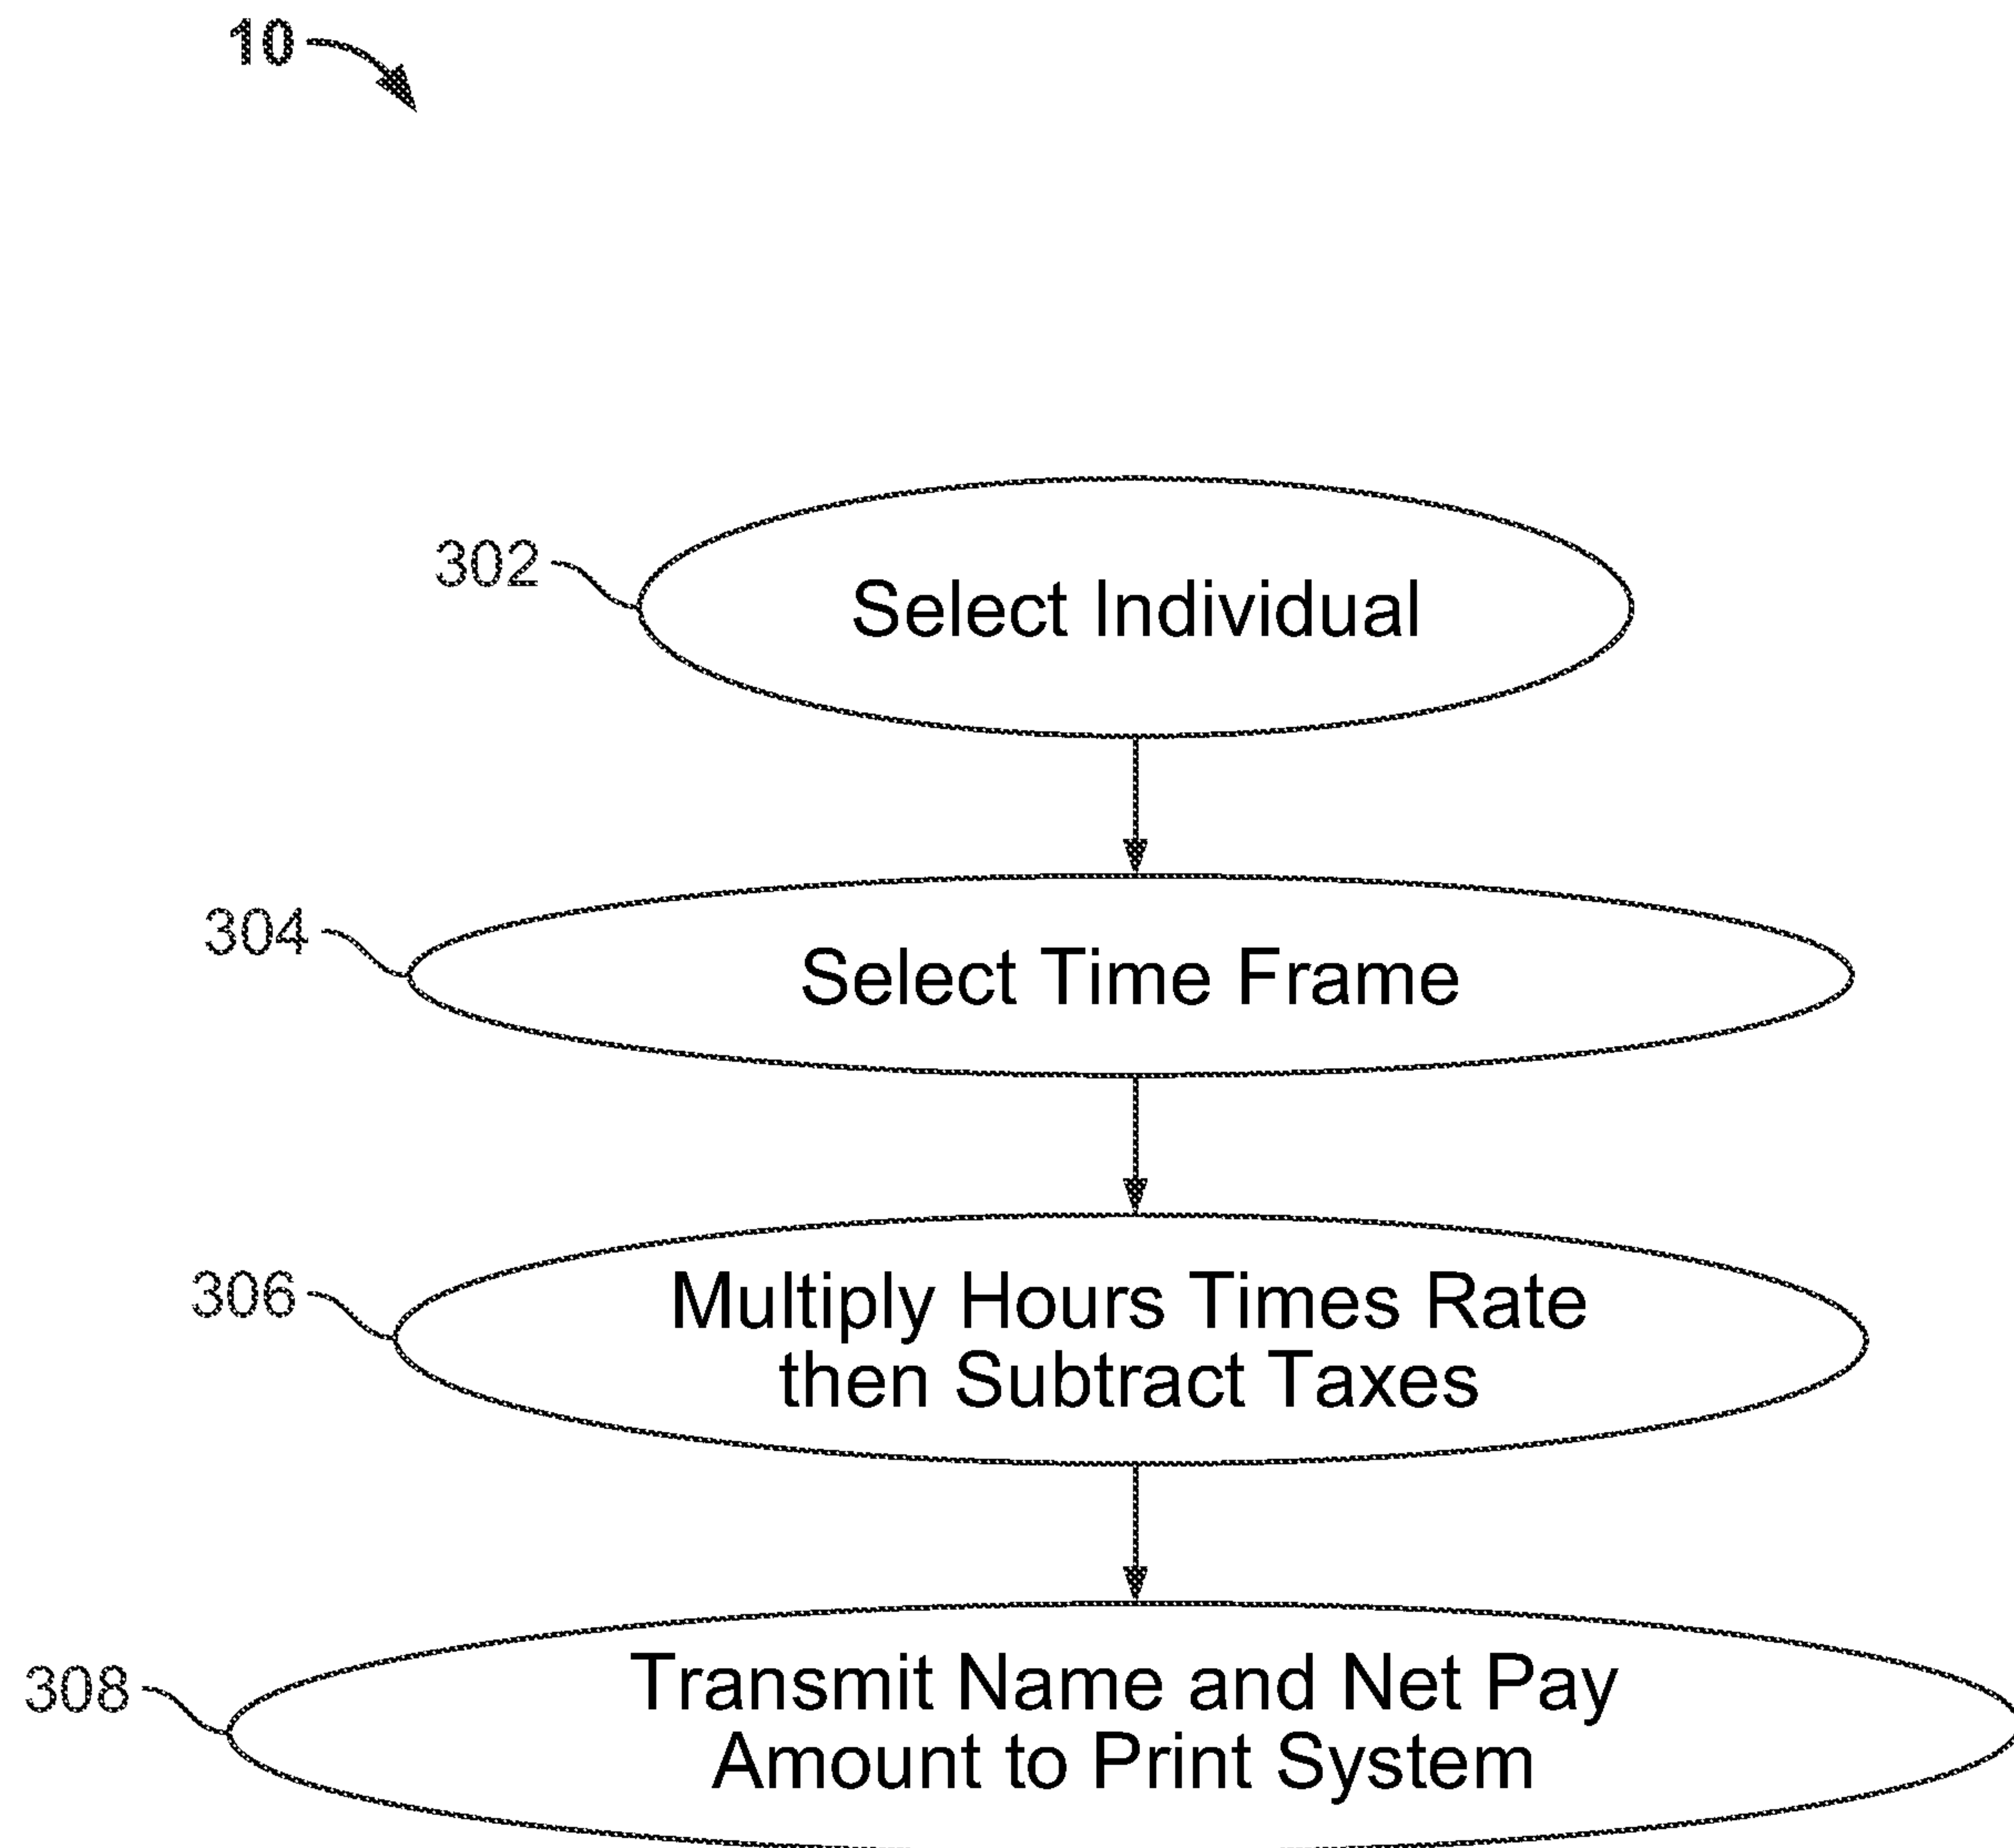 10
302
Select Individual
304
Select Time Frame
306
Multiply Hours Times Rate
then Subtract Taxes
308
Transmit Name and Net Pay
Amount to Print System